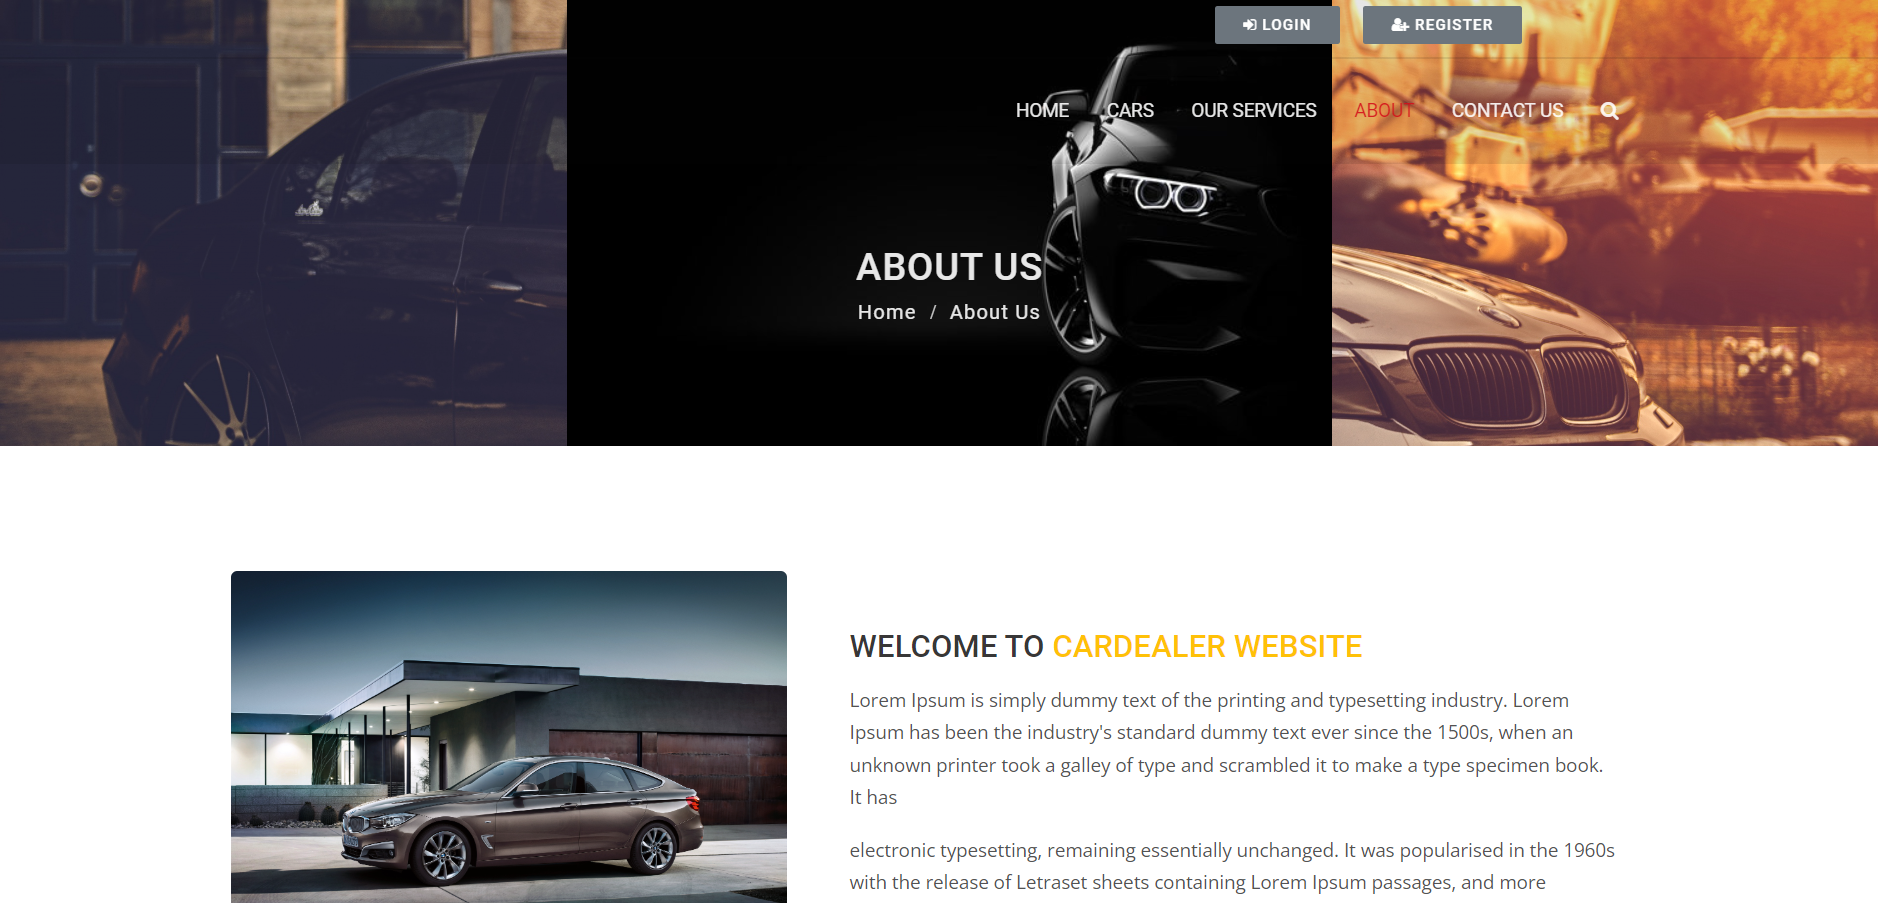 LOGIN
REGISTER
HOME
CARS
OUR SERVICES
ABOUT
CONTACT US
ABOUT US
Home / About Us
WELCOME TO CARDEALER WEBSITE
Lorem Ipsum is simply dummy text of the printing and typesetting industry. Lorem
Ipsum has been the industry's standard dummy text ever since the 1500s, when an
unknown printer took a galley of type and scrambled it to make a type specimen book.
It has
electronic typesetting, remaining essentially unchanged. It was popularised in the 1960s
with the release of Letraset sheets containing Lorem Ipsum passages, and more